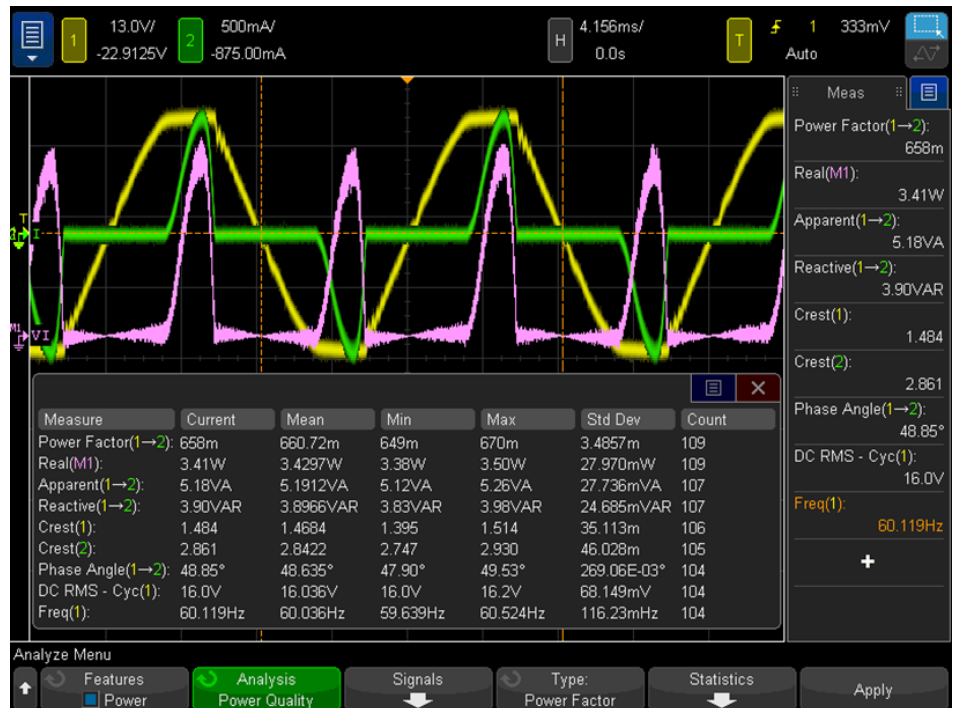 1 13.0V/ 2 500mA/ H 4.156ms/ T 1 333mV
-22.9125V -875.00mA 0.0s Auto
Meas
Power Factor(1→2):
658m
Real(M1):
3.41W
Apparent(1→2):
5.18VA
Reactive(1→2):
3.90VAR
Crest(1):
1.484
Crest(2):
2.861
Phase Angle(1→2):
48.85°
DC RMS - Cyc(1):
16.0V
Freq(1):
60.119Hz
+
T
I
M1 VI
Measure Current Mean Min Max Std Dev Count
Power Factor(1→2): 658m 660.72m 649m 670m 3.4857m 109
Real(M1): 3.41W 3.4297W 3.38W 3.50W 27.970mW 109
Apparent(1→2): 5.18VA 5.1912VA 5.12VA 5.26VA 27.736mVA 107
Reactive(1→2): 3.90VAR 3.8966VAR 3.83VAR 3.98VAR 24.685mVAR 107
Crest(1): 1.484 1.4684 1.395 1.514 35.113m 106
Crest(2): 2.861 2.8422 2.747 2.930 46.028m 105
Phase Angle(1→2): 48.85° 48.635° 47.90° 49.53° 269.06E-03° 104
DC RMS - Cyc(1): 16.0V 16.036V 16.0V 16.2V 68.149mV 104
Freq(1): 60.119Hz 60.036Hz 59.639Hz 60.524Hz 116.23mHz 104
Analyze Menu
Features Analysis Signals Type: Statistics Apply
Power Power Quality Power Factor